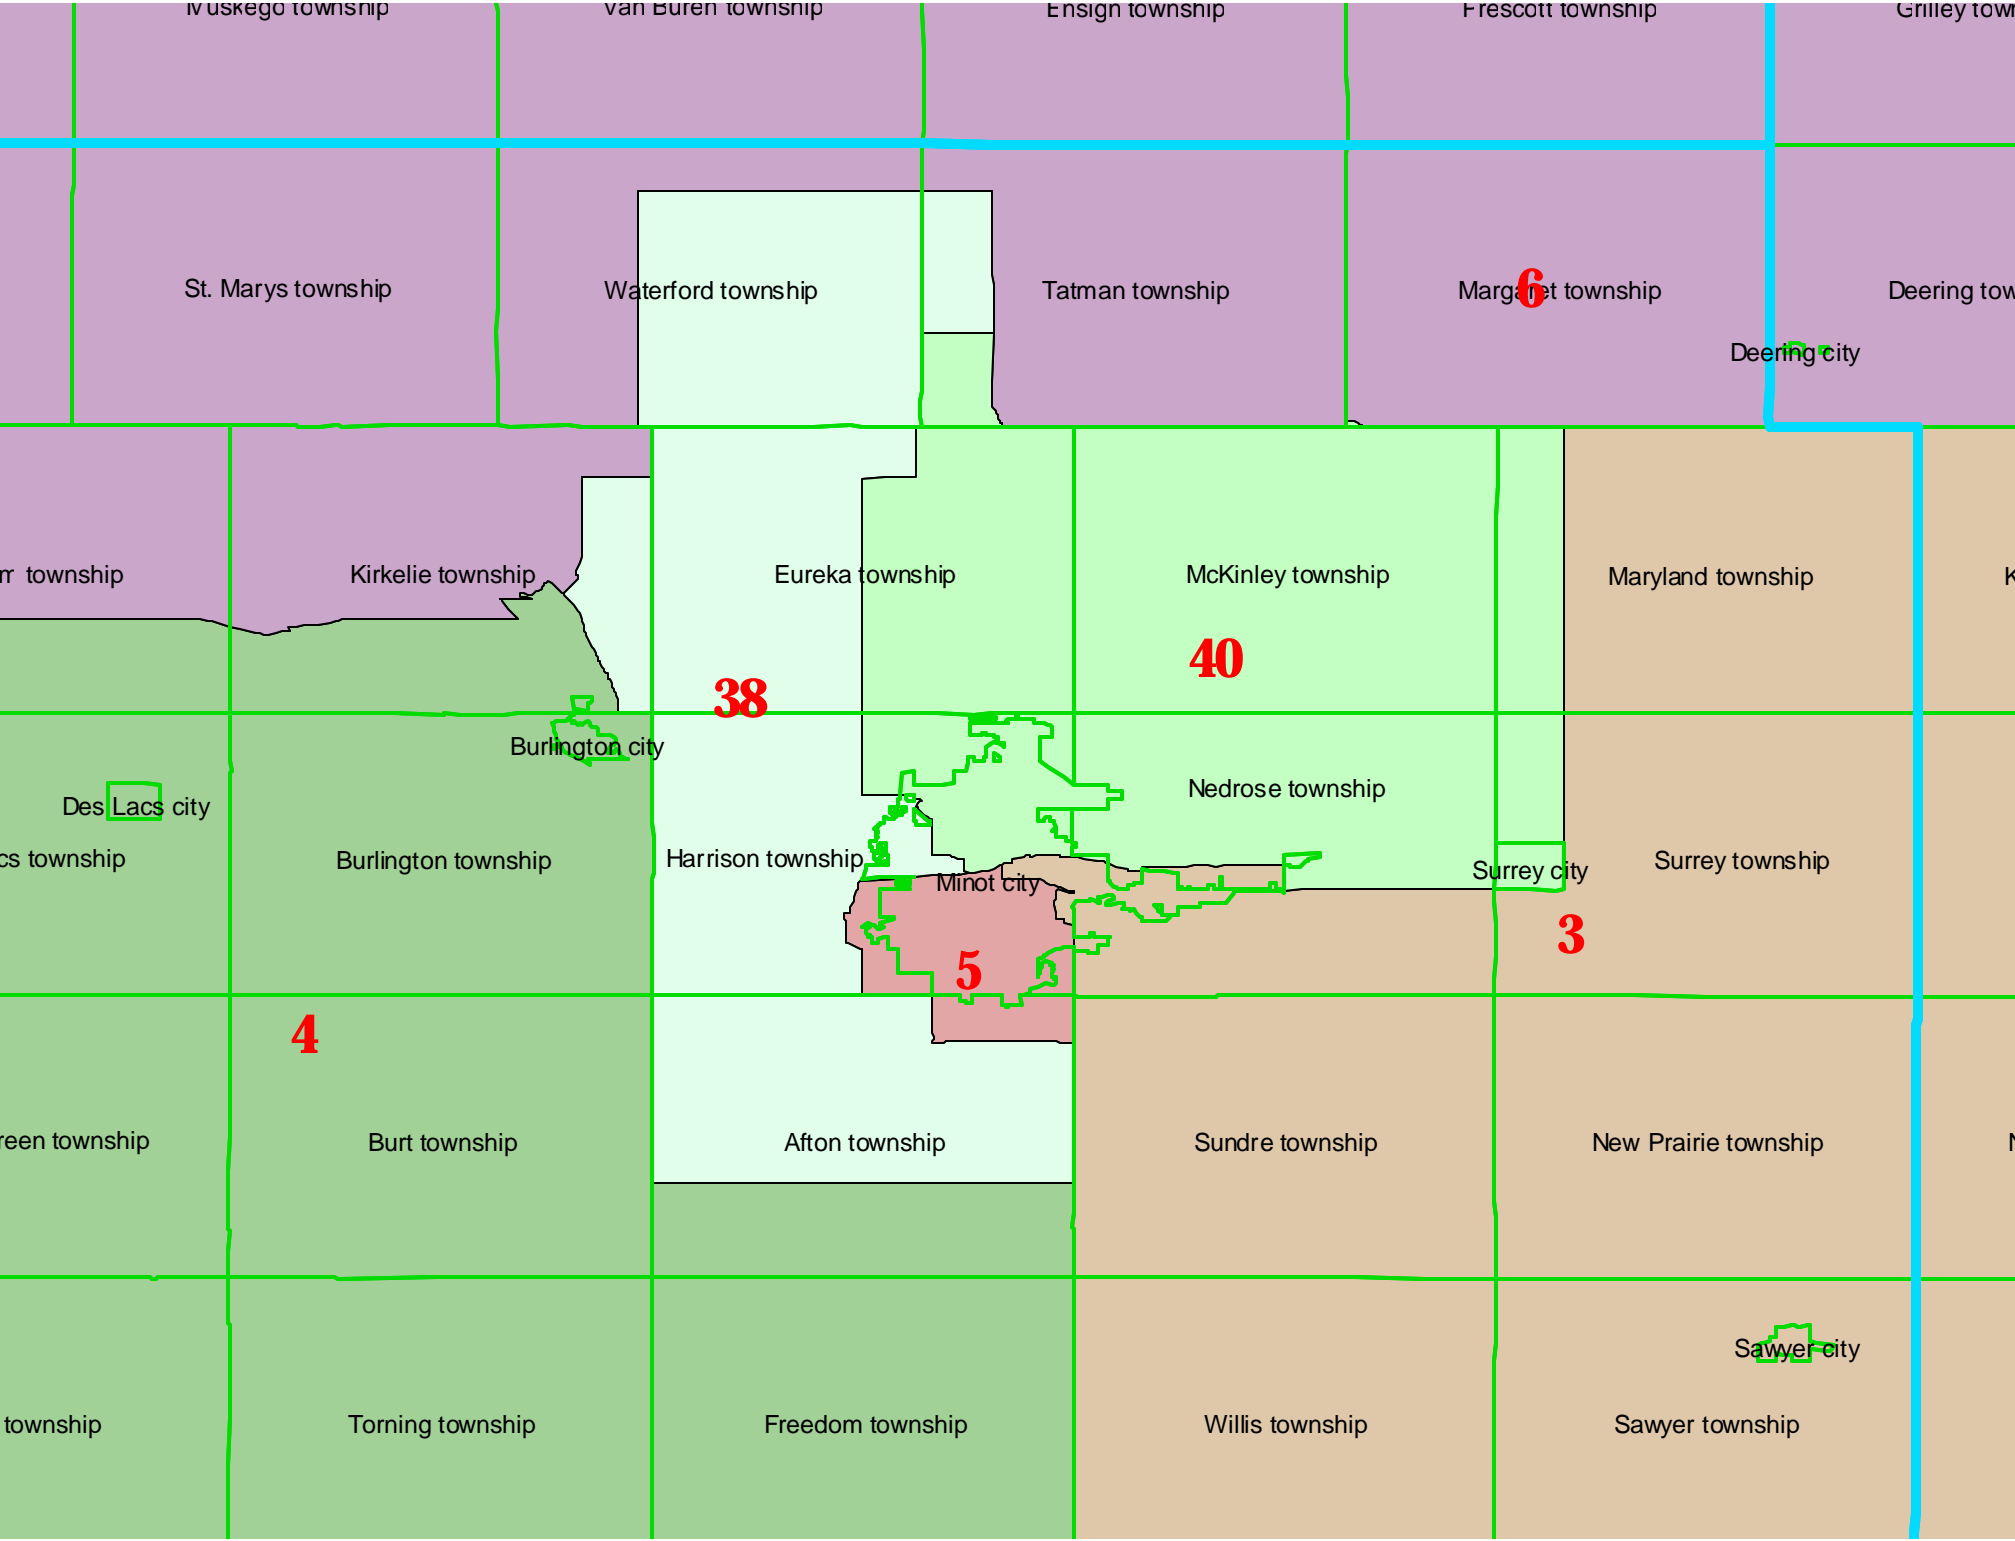 Muskego township
Van Buren township
Ensign township
Prescott township
St. Marys township
Waterford township
Tatman township
Margaret township
6
Deering
Deering city
township
Kirkelie township
Eureka township
McKinley township
Maryland township
40
38
Burlington city
Nedrose township
Des Lacs city
township
Burlington township
Harrison township
Surrey city
Surrey township
Minot city
3
5
4
township
Burt township
Afton township
Sundre township
New Prairie township
Sawyer city
township
Torning township
Freedom township
Willis township
Sawyer township